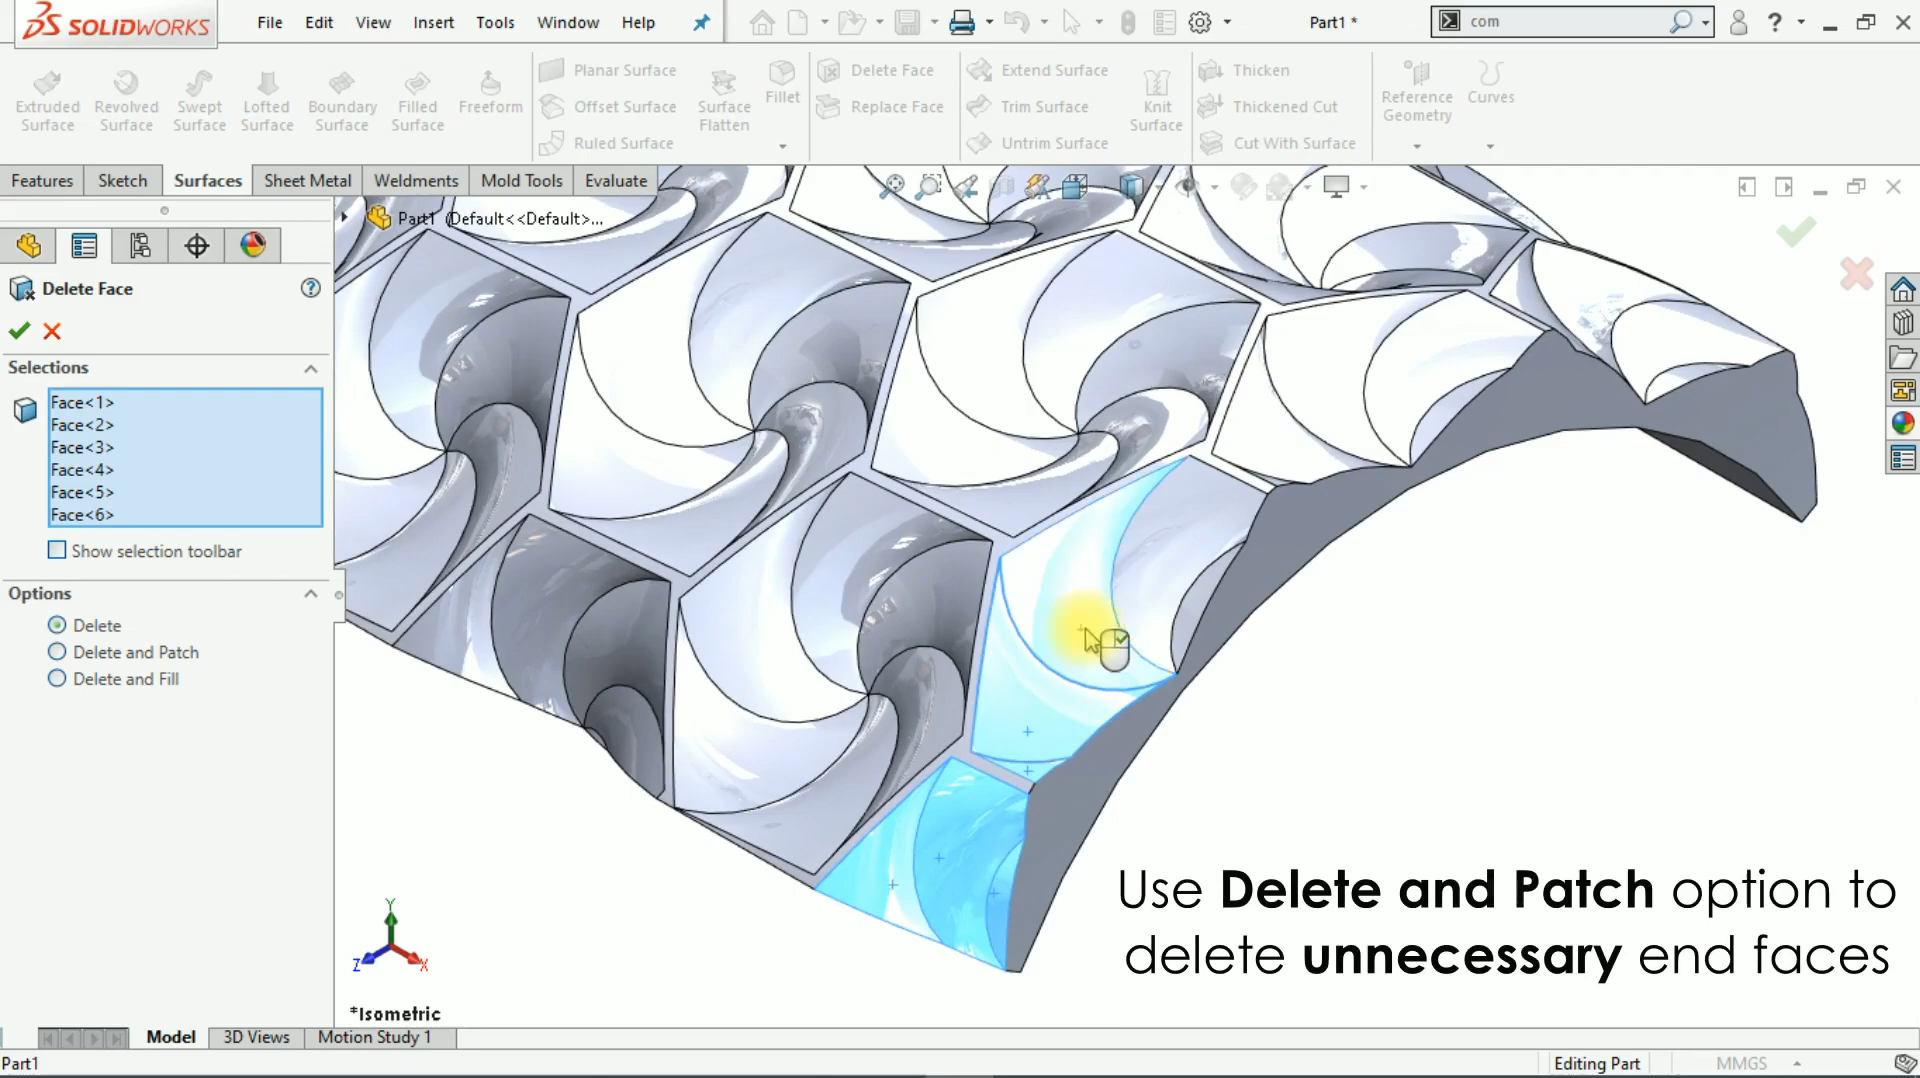 SOLIDWORKS
File Edit View Insert Tools Window Help
Part1 *
com
?
Extruded Surface
Revolved Surface
Swept Surface
Lofted Surface
Boundary Surface
Filled Surface
Freeform
Planar Surface
Offset Surface
Ruled Surface
Surface Flatten
Fillet
Delete Face
Replace Face
Extend Surface
Trim Surface
Untrim Surface
Knit Surface
Thicken
Thickened Cut
Cut With Surface
Reference Geometry
Curves
Features Sketch Surfaces Sheet Metal Weldments Mold Tools Evaluate
Part1 (Default<<Default>...
Delete Face
?
Selections
Face<1>
Face<2>
Face<3>
Face<4>
Face<5>
Face<6>
Show selection toolbar
Options
Delete
Delete and Patch
Delete and Fill
Use Delete and Patch option to
delete unnecessary end faces
Y
Z
X
*Isometric
Model 3D Views Motion Study 1
Part1
Editing Part
MMGS